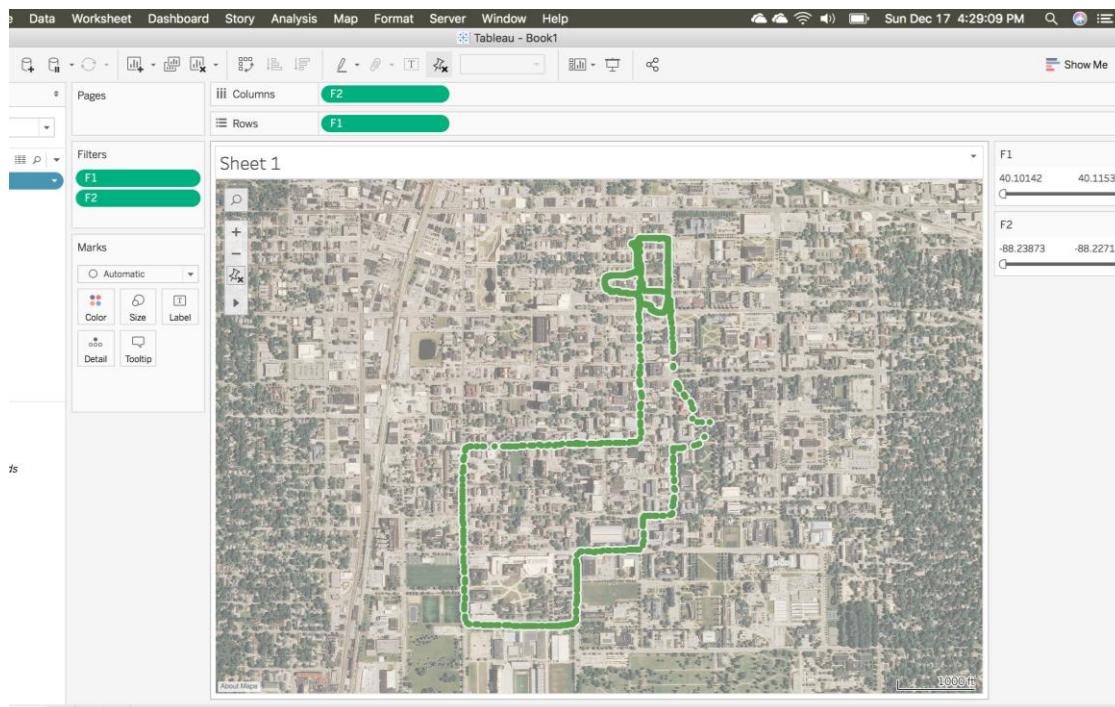 Data Worksheet Dashboard Story Analysis Map Format Server Window Help Sun Dec 17 4:29:09 PM
Tableau - Book1
Show Me
Pages
Columns F2
Rows F1
Filters
F1
F2
Sheet 1
F1
40.10142 40.1153
F2
-88.23873 -88.2271
Marks
Automatic
Color Size Label
Detail Tooltip
ds
About Maps
1000 ft